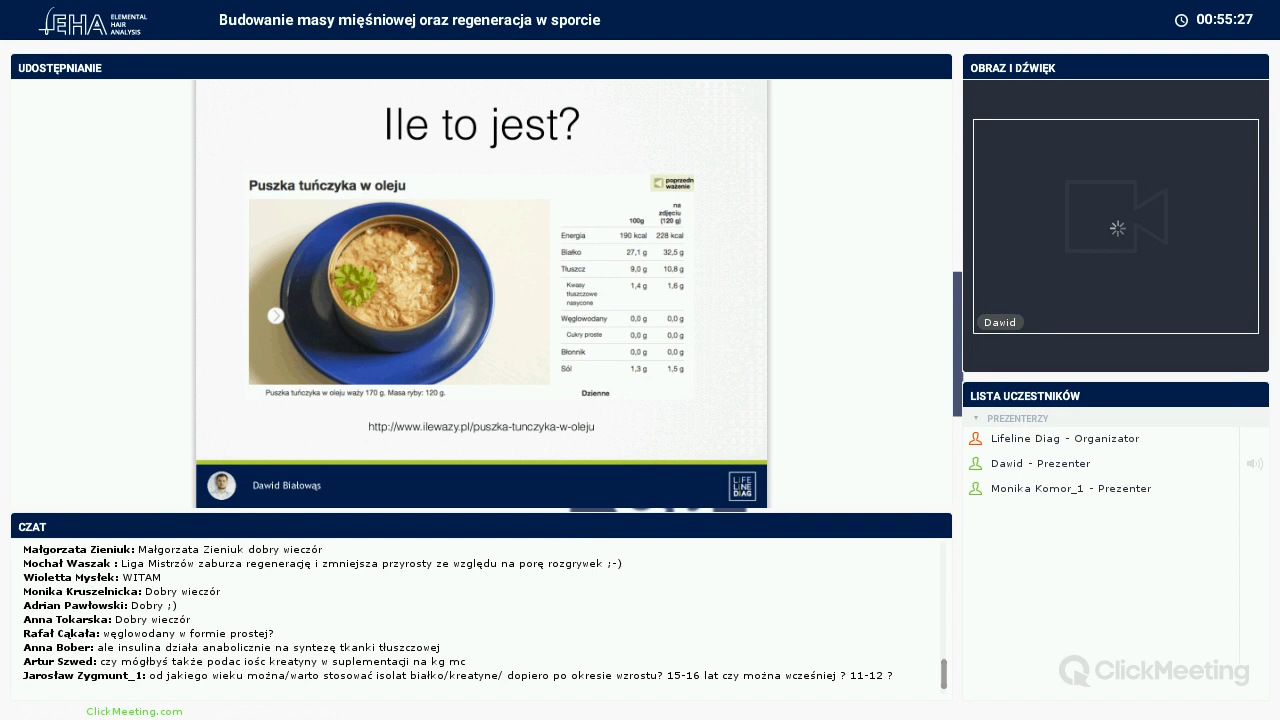 EHA ELEMENTAL
HAIR
ANALYSIS
Budowanie masy mięśniowej oraz regeneracja w sporcie
00:55:27
UDOSTĘPNIANIE
Ile to jest?
Puszka tuńczyka w oleju
poprzedn
ważenie
100g na zdjęciu (120 g)
Energia 190 kcal 228 kcal
Białko 27,1 g 32,5 g
Tłuszcz 9,0 g 10,8 g
Kwasy tłuszczowe nasycone 1,4 g 1,6 g
Węglowodany 0,0 g 0,0 g
Cukry proste 0,0 g 0,0 g
Błonnik 0,0 g 0,0 g
Sól 1,3 g 1,5 g
Puszka tuńczyka w oleju waży 170 g. Masa ryby: 120 g.
Dzienne
http://www.ilewazy.pl/puszka-tunczyka-w-oleju
Dawid Białowąs
LIFE
LINE
DIAG
OBRAZ I DŹWIĘK
Dawid
LISTA UCZESTNIKÓW
PREZENTERZY
Lifeline Diag - Organizator
Dawid - Prezenter
Monika Komor_1 - Prezenter
ClickMeeting
CZAT
Małgorzata Zieniuk: Małgorzata Zieniuk dobry wieczór
Mochał Waszak : Liga Mistrzów zaburza regenerację i zmniejsza przyrosty ze względu na porę rozgrywek ;-)
Wioletta Mysłek: WITAM
Monika Kruszelnicka: Dobry wieczór
Adrian Pawłowski: Dobry ;)
Anna Tokarska: Dobry wieczór
Rafał Cąkała: węglowodany w formie prostej?
Anna Bober: ale insulina działa anabolicznie na syntezę tkanki tłuszczowej
Artur Szwed: czy mógłbyś także podac iośc kreatyny w suplementacji na kg mc
Jarosław Zygmunt_1: od jakiego wieku można/warto stosować isolat białko/kreatyne/ dopiero po okresie wzrostu? 15-16 lat czy można wcześniej ? 11-12 ?
ClickMeeting.com